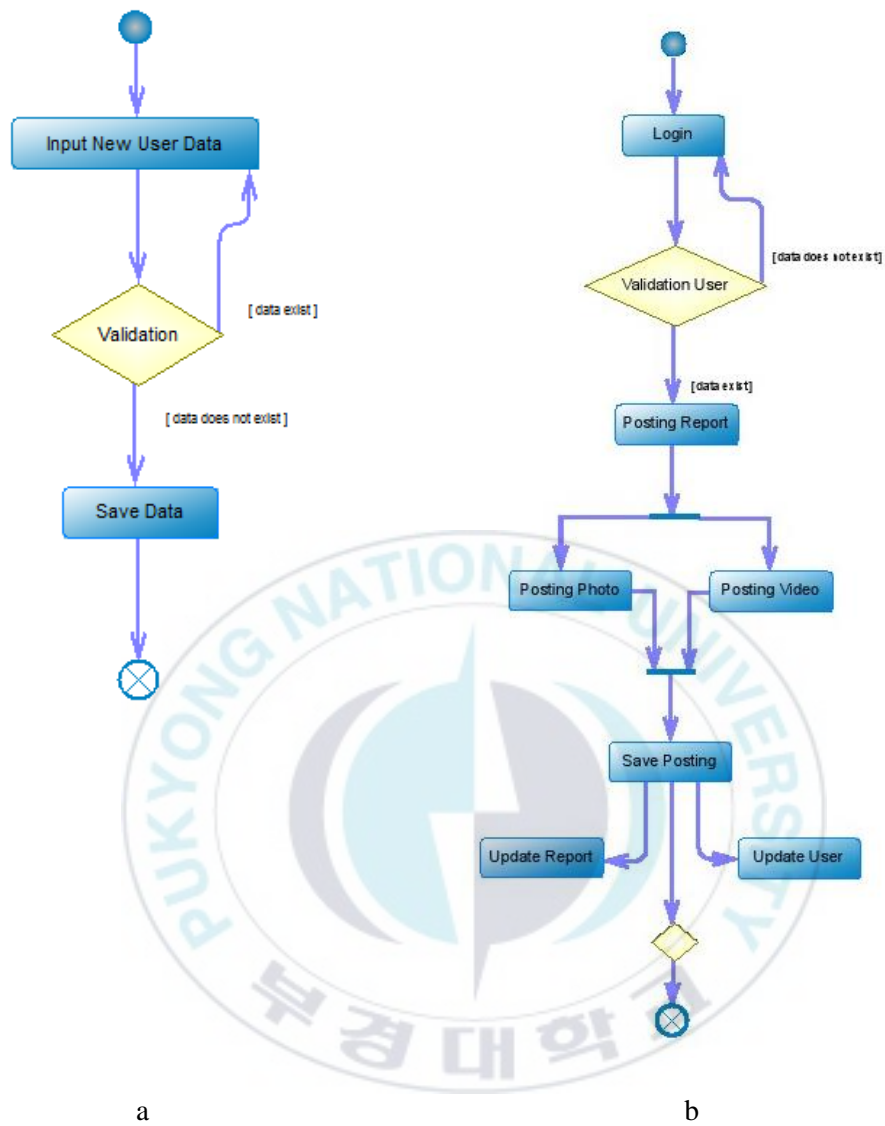 Input New User Data
Validation
[ data exist ]
[ data does not exist ]
Save Data
a
Login
Validation User
[ data does not exist]
[data exist]
Posting Report
Posting Photo
Posting Video
Save Posting
Update Report
Update User
b
PUKYONG NATIONAL UNIVERSITY
부경대학교